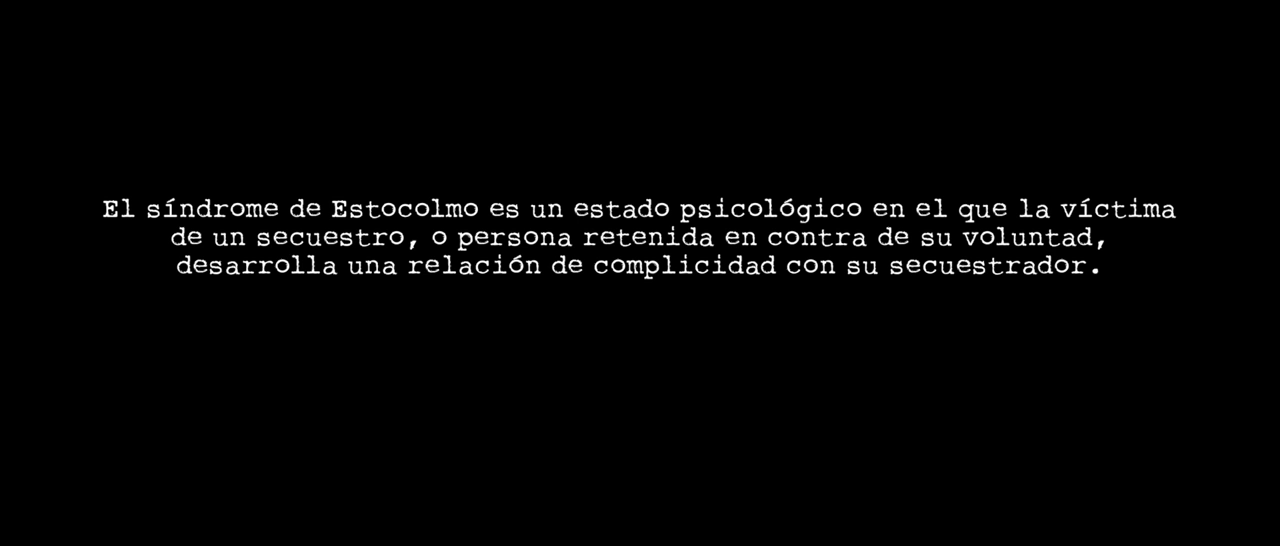 El síndrome de Estocolmo es un estado psicológico en el que la víctima
de un secuestro, o persona retenida en contra de su voluntad,
desarrolla una relación de complicidad con su secuestrador.